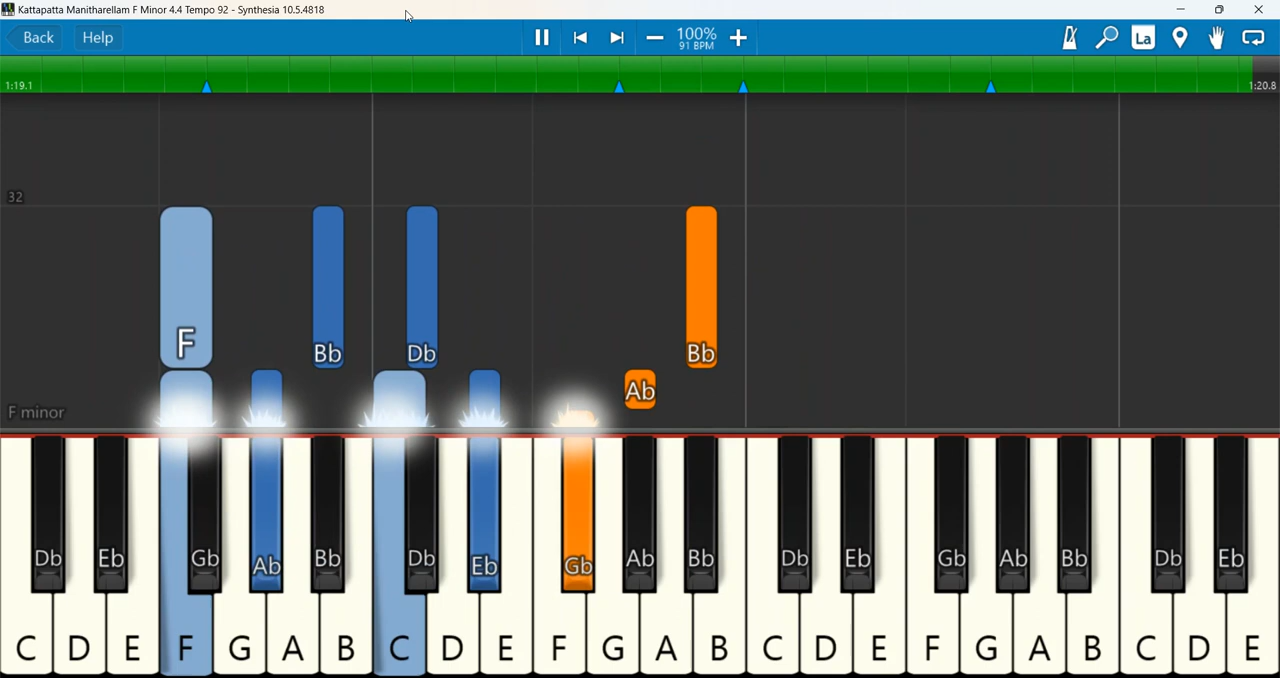 Kattapatta Manitharellam F Minor 4.4 Tempo 92 - Synthesia 10.5.4818
Back Help 100% La
91 BPM
1:19.1 1:20.8
32
F Bb Db Bb
Ab
F minor
Db Eb Gb Ab Bb Db Eb Gb Ab Bb Db Eb Gb Ab Bb Db Eb
C D E F G A B C D E F G A B C D E F G A B C D E